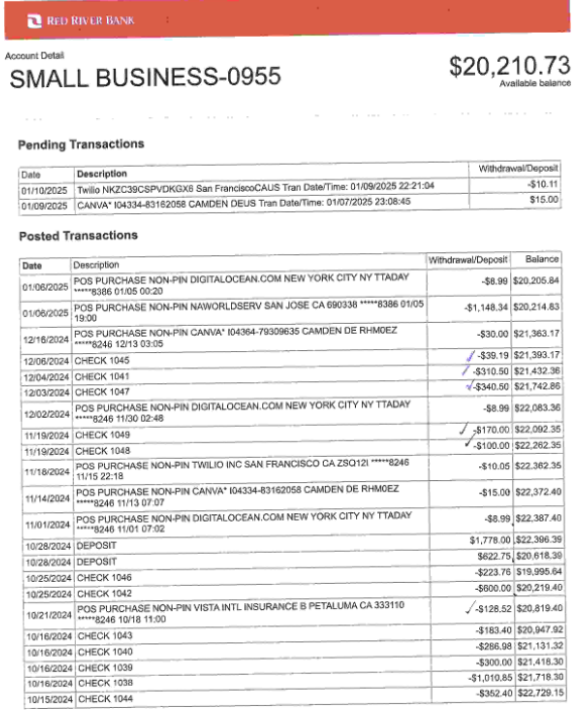 RED RIVER BANK
Account Detail
SMALL BUSINESS-0955
$20,210.73
Available balance
Pending Transactions
Date Description Withdrawal/Deposit
01/10/2025 Twilio NKZC39CSPVDKGX6 San FranciscoCAUS Tran Date/Time: 01/09/2025 22:21:04 -$10.11
01/09/2025 CANVA* I04334-83162058 CAMDEN DEUS Tran Date/Time: 01/07/2025 23:08:45 $15.00
Posted Transactions
Date Description Withdrawal/Deposit Balance
01/06/2025 POS PURCHASE NON-PIN DIGITALOCEAN.COM NEW YORK CITY NY TTADAY -$8.99 $20,205.84
*****8386 01/05 00:20
01/06/2025 POS PURCHASE NON-PIN NAWORLDSERV SAN JOSE CA 690338 *****8386 01/05 -$1,148.34 $20,214.83
19:00
12/16/2024 POS PURCHASE NON-PIN CANVA* I04364-79309635 CAMDEN DE RHM0EZ -$30.00 $21,363.17
*****8246 12/13 03:05
12/06/2024 CHECK 1045 -$39.19 $21,393.17
12/04/2024 CHECK 1041 -$310.50 $21,432.36
12/03/2024 CHECK 1047 -$340.50 $21,742.86
12/02/2024 POS PURCHASE NON-PIN DIGITALOCEAN.COM NEW YORK CITY NY TTADAY -$8.99 $22,083.36
*****8246 11/30 02:48
11/19/2024 CHECK 1049 -$170.00 $22,092.35
11/19/2024 CHECK 1048 -$100.00 $22,262.35
11/18/2024 POS PURCHASE NON-PIN TWILIO INC SAN FRANCISCO CA ZSQ12I *****8246 -$10.05 $22,362.35
11/15 22:18
11/14/2024 POS PURCHASE NON-PIN CANVA* I04334-83162058 CAMDEN DE RHM0EZ -$15.00 $22,372.40
*****8246 11/13 07:07
11/01/2024 POS PURCHASE NON-PIN DIGITALOCEAN.COM NEW YORK CITY NY TTADAY -$8.99 $22,387.40
*****8246 11/01 07:02
10/28/2024 DEPOSIT $1,778.00 $22,396.39
10/28/2024 DEPOSIT $622.75 $20,618.39
10/25/2024 CHECK 1046 -$223.76 $19,995.64
10/25/2024 CHECK 1042 -$600.00 $20,219.40
10/21/2024 POS PURCHASE NON-PIN VISTA INTL INSURANCE B PETALUMA CA 333110 -$128.52 $20,819.40
*****8246 10/18 11:00
10/16/2024 CHECK 1043 -$183.40 $20,947.92
10/16/2024 CHECK 1040 -$286.98 $21,131.32
10/16/2024 CHECK 1039 -$300.00 $21,418.30
10/16/2024 CHECK 1038 -$1,010.85 $21,718.30
10/15/2024 CHECK 1044 -$352.40 $22,729.15